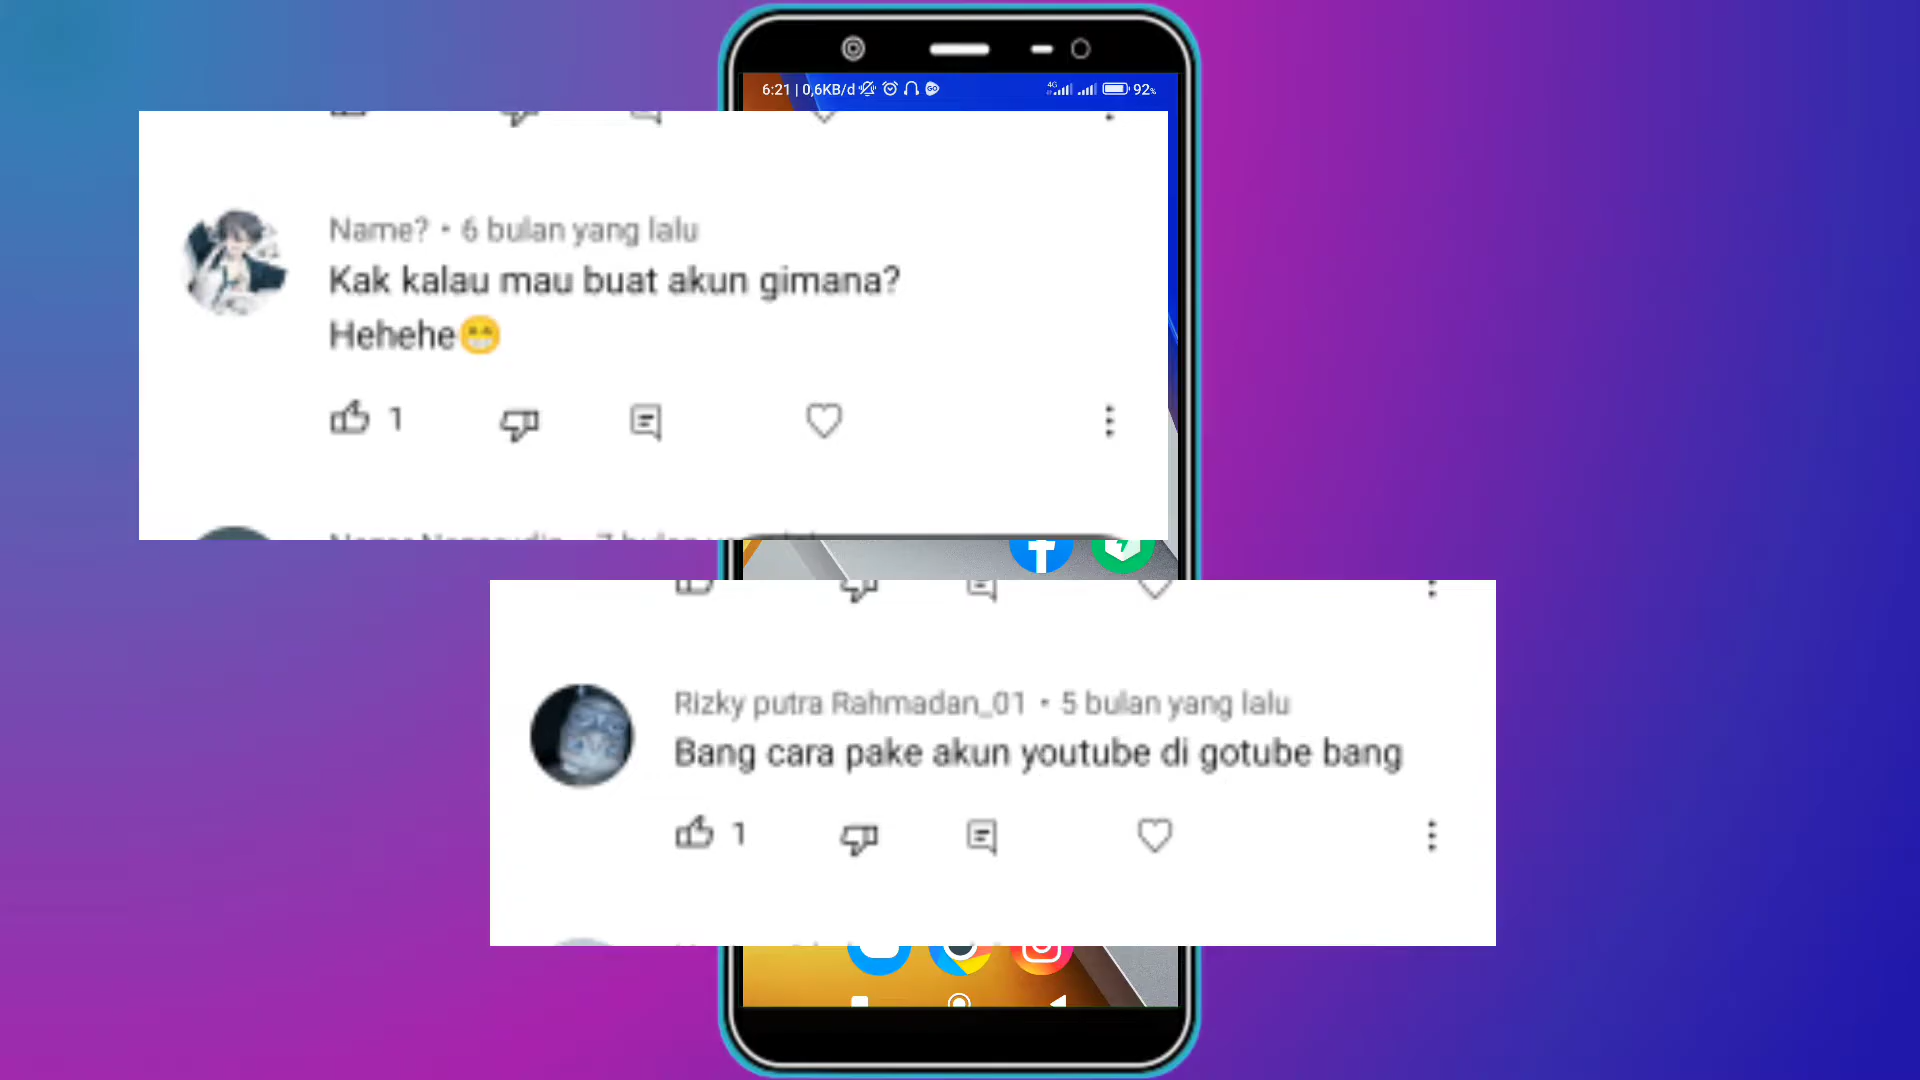 6:21 | 0,6KB/d 4G 92%
Name? • 6 bulan yang lalu
Kak kalau mau buat akun gimana?
Hehehe😁
1
Rizky putra Rahmadan_01 • 5 bulan yang lalu
Bang cara pake akun youtube di gotube bang
1